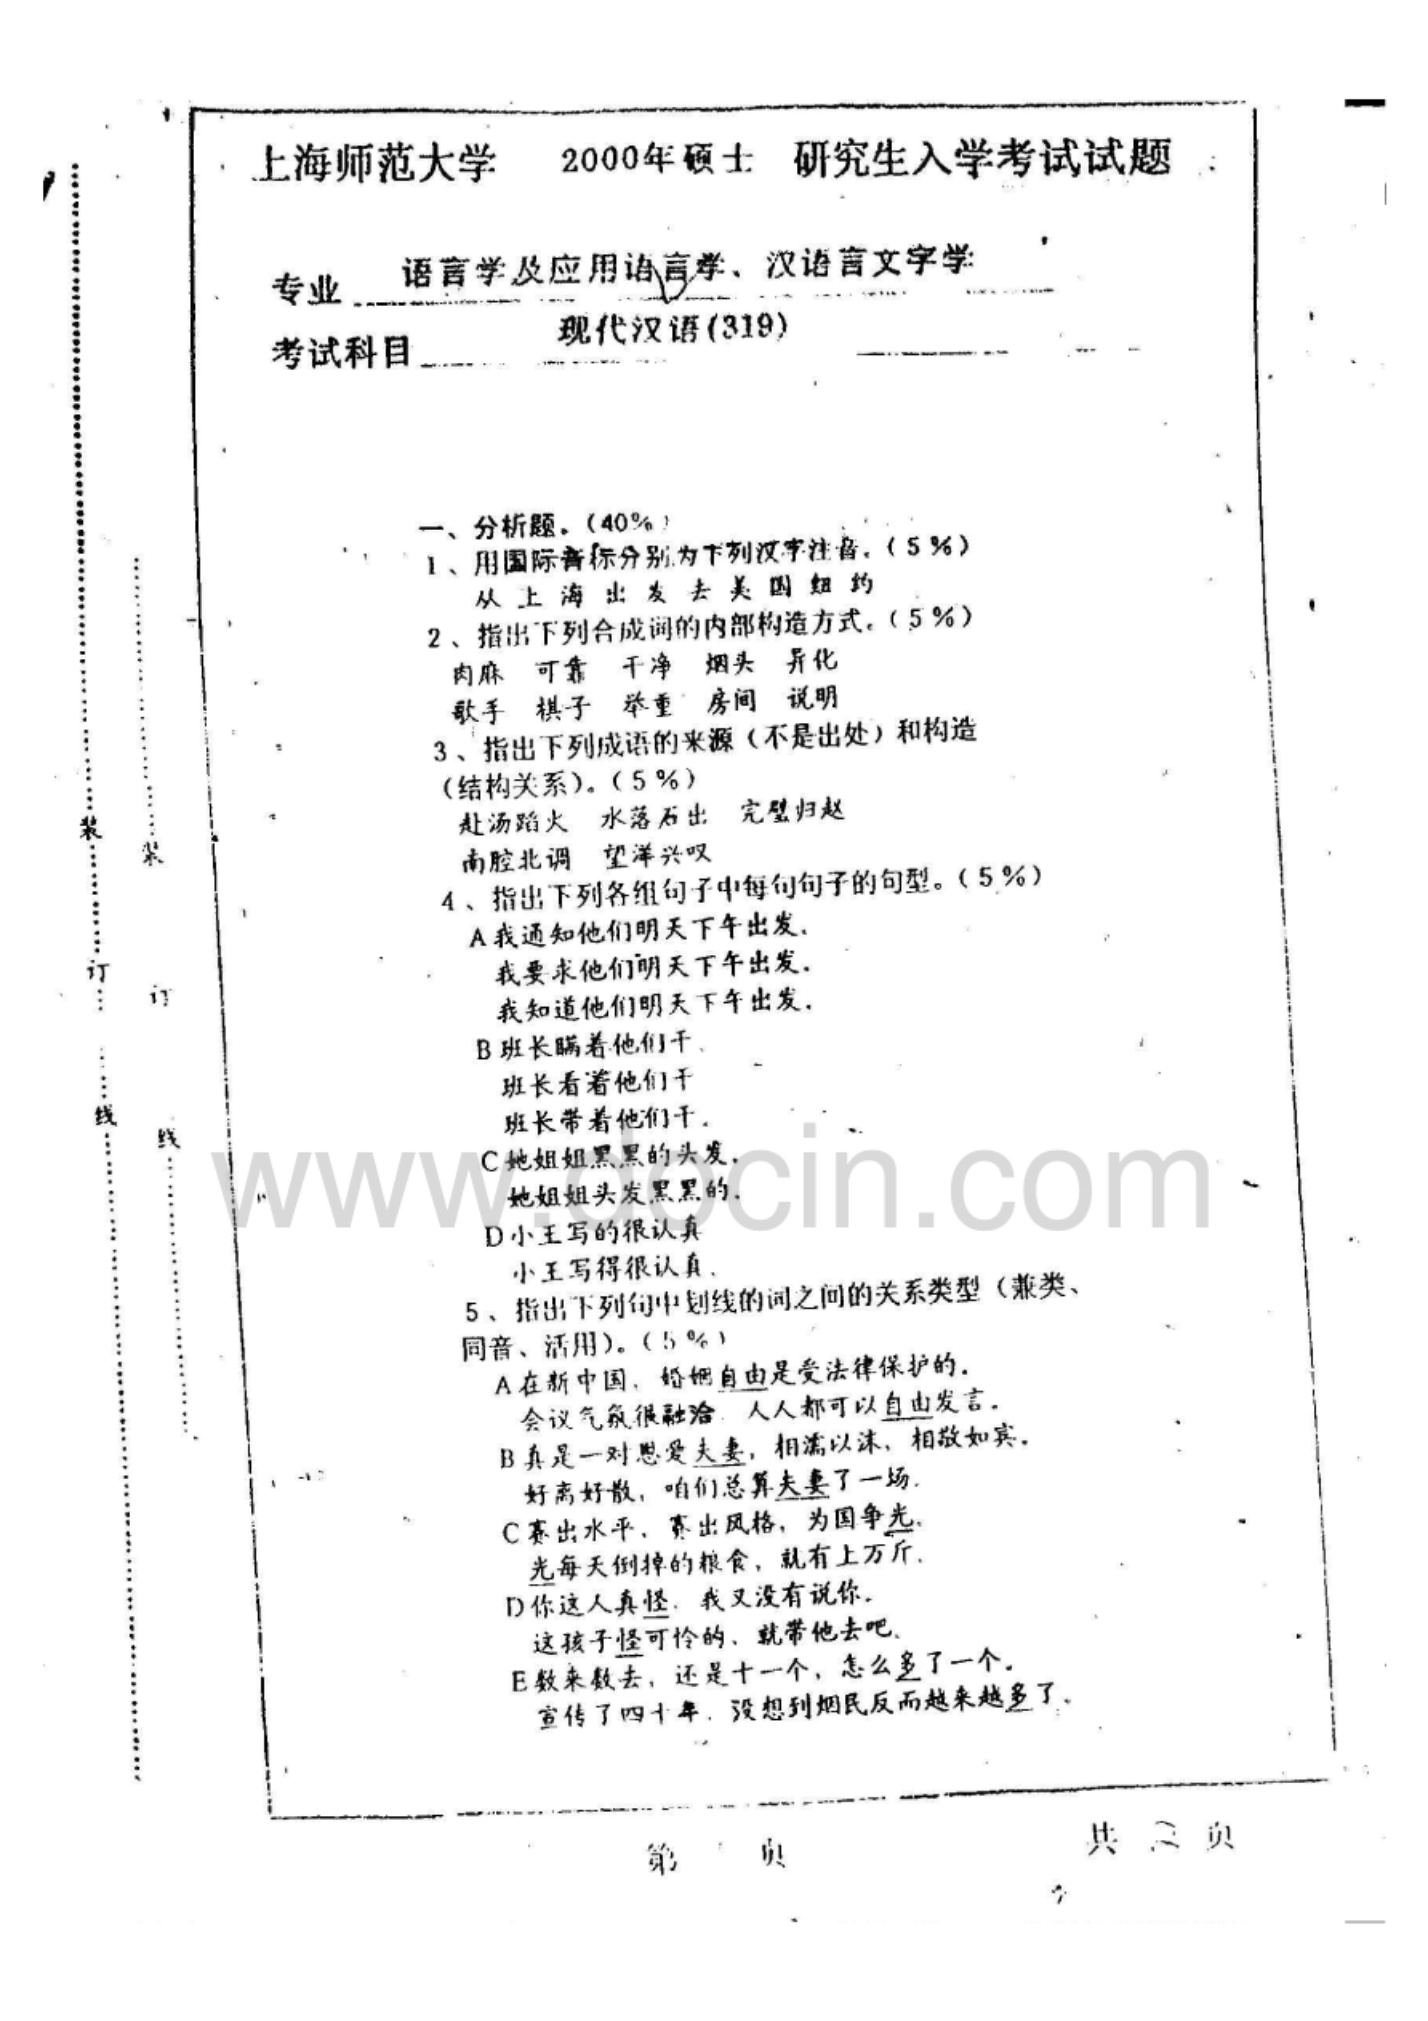 上海师范大学 2000年硕士 研究生入学考试试题
专业 语言学及应用语言学、汉语言文字学
考试科目 现代汉语(319)
一、分析题。(40%)
1、用国际音标分别为下列汉字注音。(5%)
从 上 海 出 发 去 美 国 纽 约
2、指出下列合成词的内部构造方式。(5%)
肉麻 可靠 干净 烟头 异化
歌手 棋子 举重 房间 说明
3、指出下列成语的来源(不是出处)和构造
(结构关系)。(5%)
赴汤蹈火 水落石出 完璧归赵
南腔北调 望洋兴叹
4、指出下列各组句子中每句句子的句型。(5%)
A我通知他们明天下午出发.
我要求他们明天下午出发.
我知道他们明天下午出发.
B班长瞒着他们干.
班长看着他们干
班长带着他们干.
C她姐姐黑黑的头发.
她姐姐头发黑黑的.
D小王写的很认真
小王写得很认真.
5、指出下列句中划线的词之间的关系类型(兼类、
同音、活用)。(5%)
A在新中国,婚姻自由是受法律保护的.
会议气氛很融洽,人人都可以自由发言.
B真是一对恩爱夫妻,相濡以沫,相敬如宾.
好离好散,咱们总算夫妻了一场.
C赛出水平、赛出风格,为国争光.
光每天倒掉的粮食,就有上万斤.
D你这人真怪.我又没有说你.
这孩子怪可怜的、就带他去吧.
E数来数去,还是十一个,怎么多了一个.
宣传了四十年.没想到烟民反而越来越多了.
第 页
共 2 页
装
订
线
装
订
线
www.docin.com